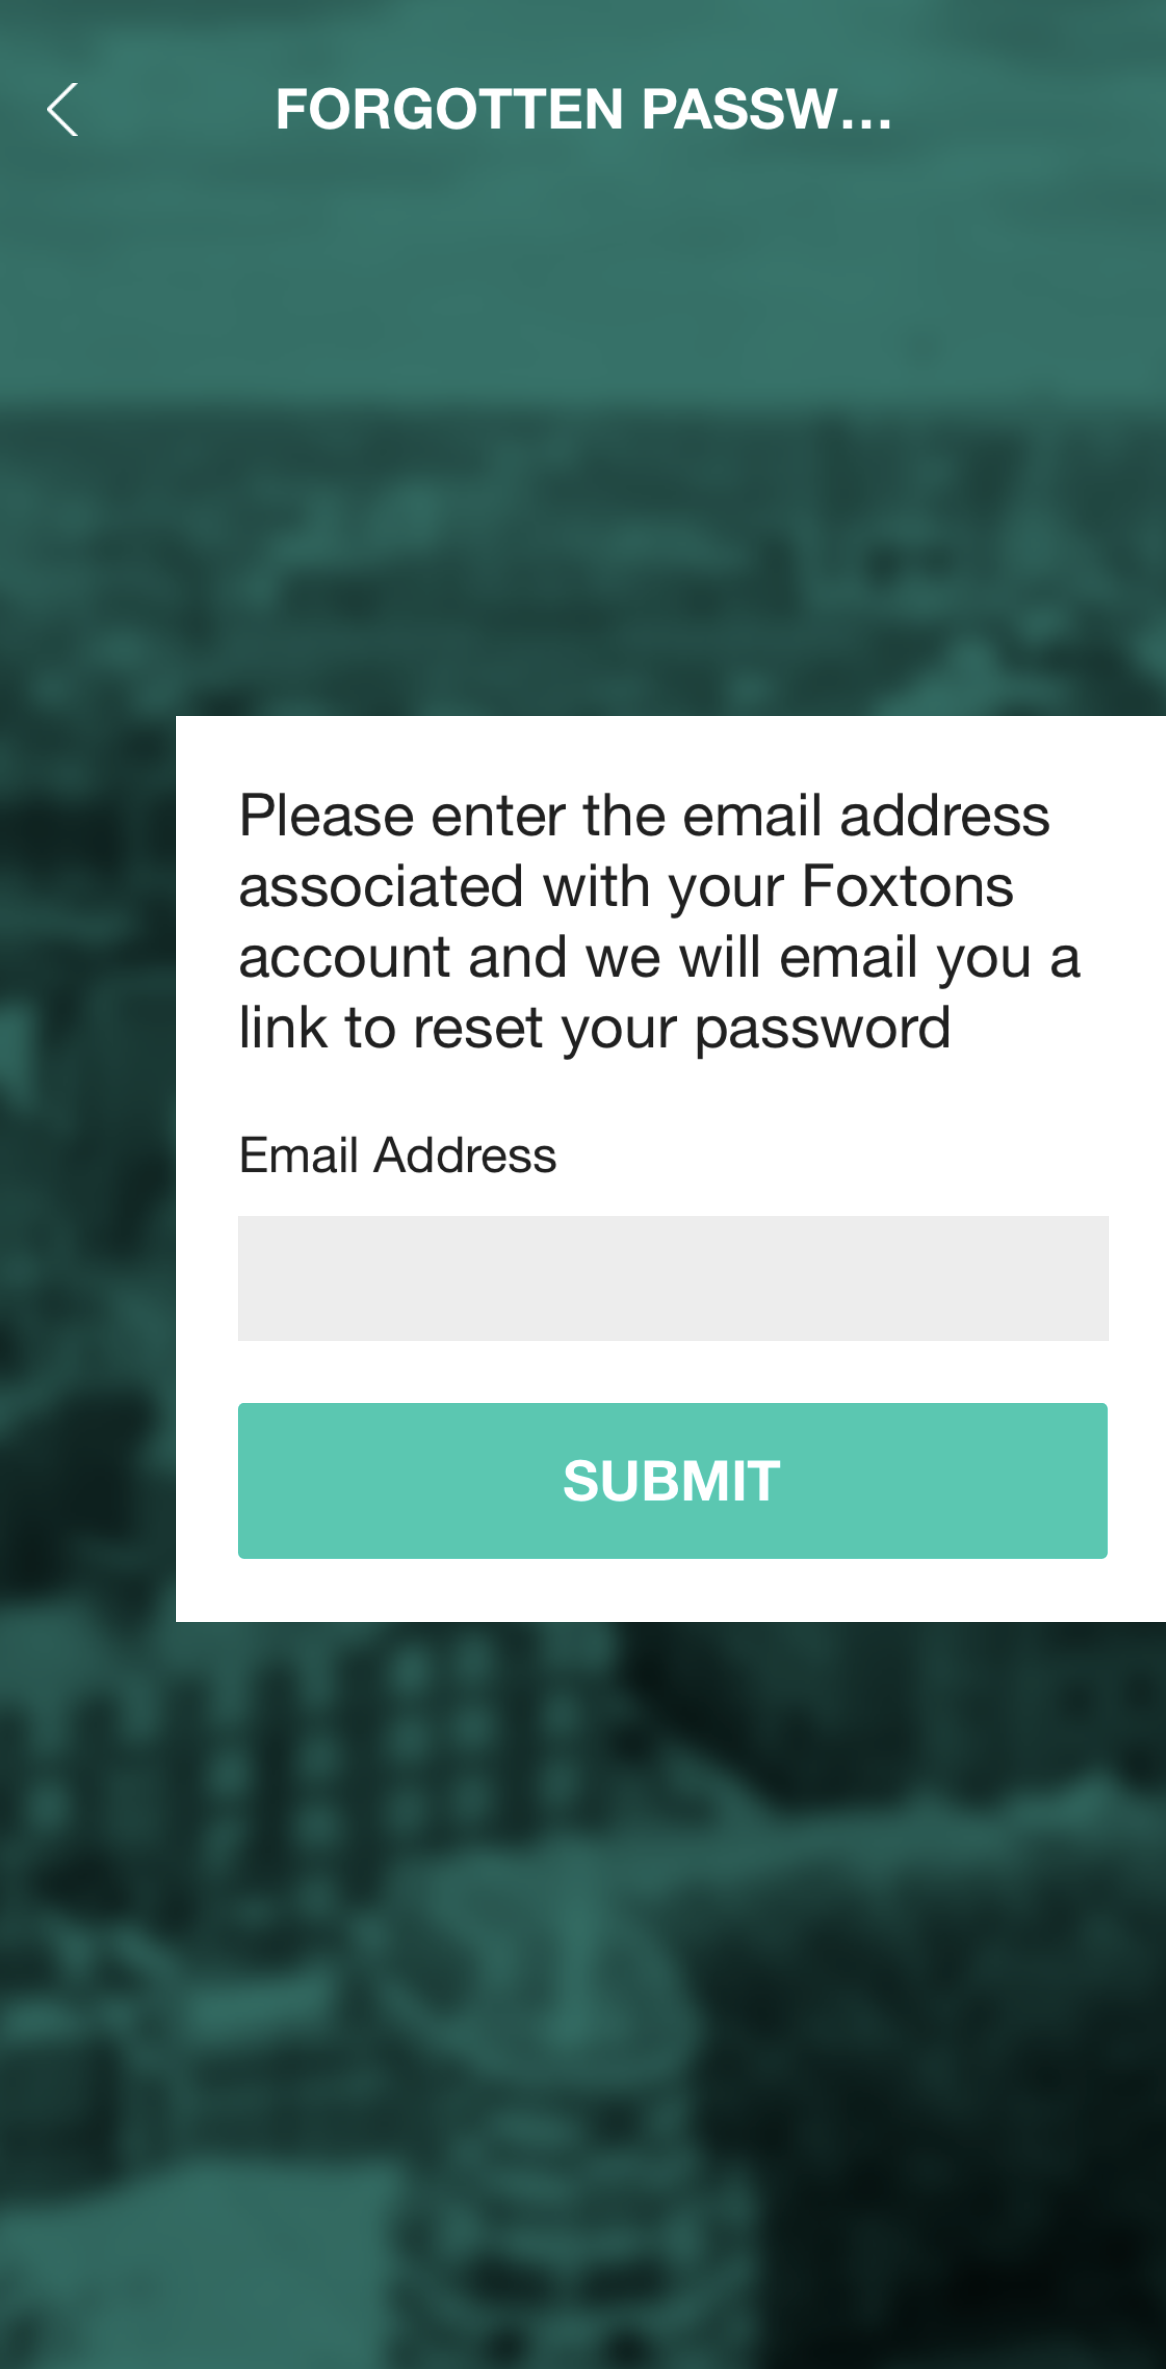 FORGOTTEN PASSW...
Please enter the email address
associated with your Foxtons
account and we will email you a
link to reset your password
Email Address
SUBMIT